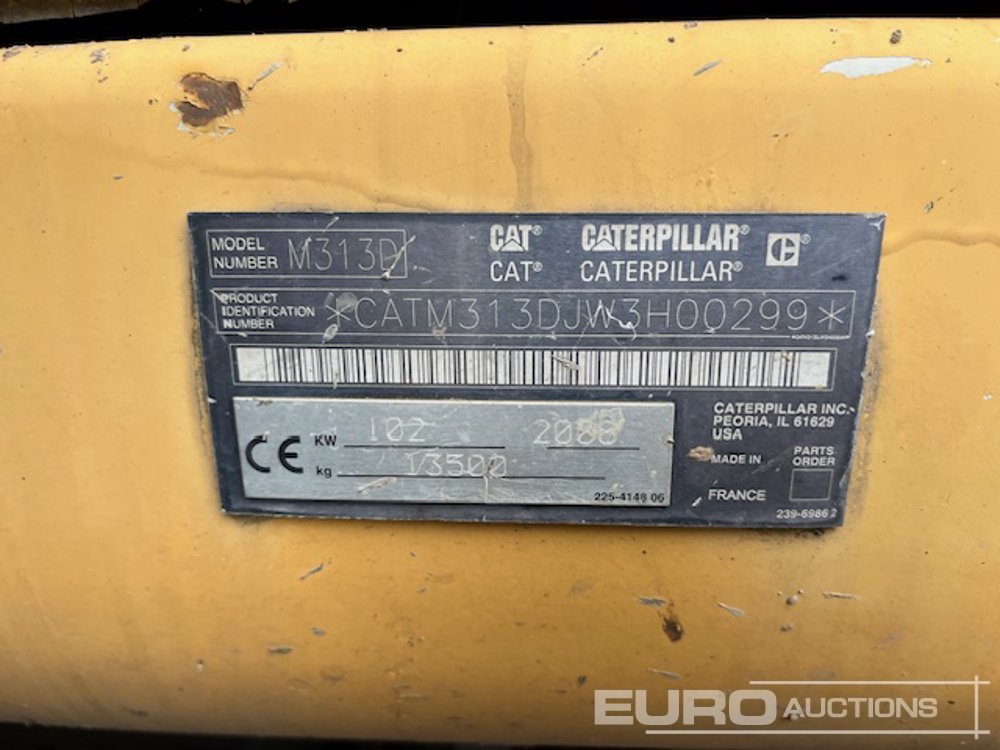 MODEL NUMBER M313D
CAT® CATERPILLAR®
CAT® CATERPILLAR®
PRODUCT IDENTIFICATION NUMBER *CATM313DJW3H00299*
CE
KW 102
kg 13500
225-4148 06
CATERPILLAR INC.
PEORIA, IL 61629
USA
MADE IN
FRANCE
PARTS ORDER
239-6986 2
EURO AUCTIONS